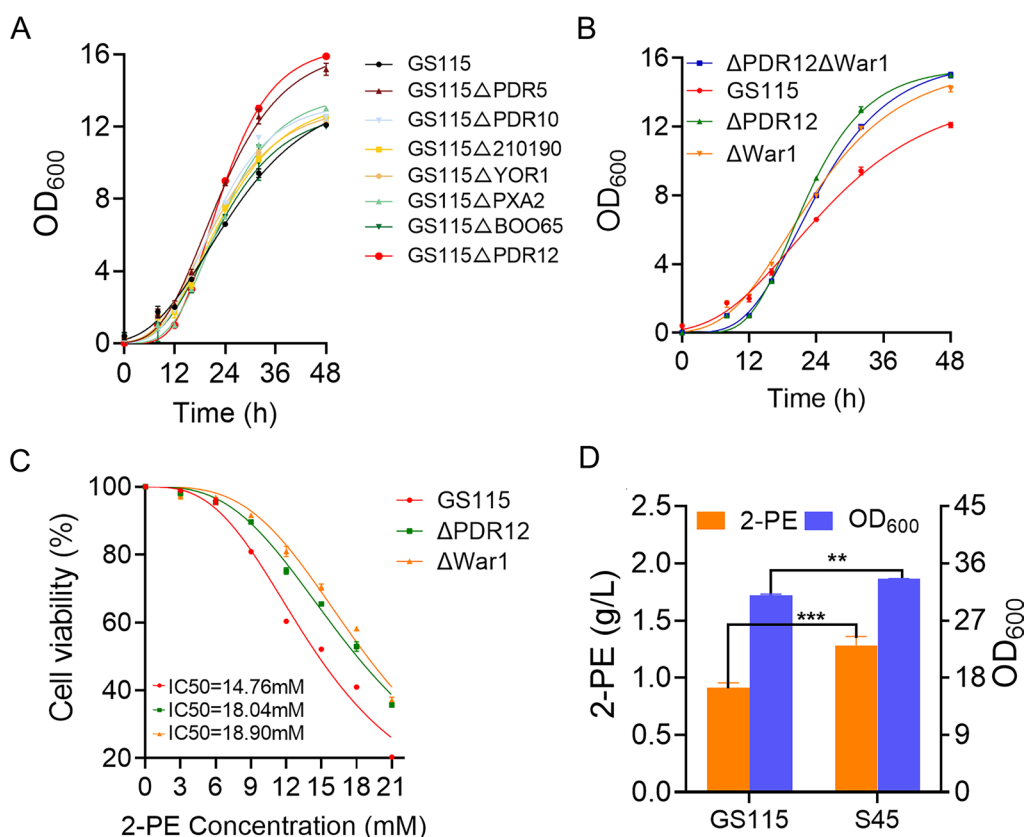 A
16
12
8
4
0
OD600
0 12 24 36 48
Time (h)
GS115
GS115△PDR5
GS115△PDR10
GS115△210190
GS115△YOR1
GS115△PXA2
GS115△BOO65
GS115△PDR12
B
16
12
8
4
0
OD600
0 12 24 36 48
Time (h)
ΔPDR12ΔWar1
GS115
ΔPDR12
ΔWar1
C
100
80
60
40
20
Cell viability (%)
0 3 6 9 12 15 18 21
2-PE Concentration (mM)
GS115
ΔPDR12
ΔWar1
IC50=14.76mM
IC50=18.04mM
IC50=18.90mM
D
2.5
2.0
1.5
1.0
0.5
0.0
2-PE (g/L)
2-PE OD600
**
***
45
36
27
18
9
0
OD600
GS115 S45